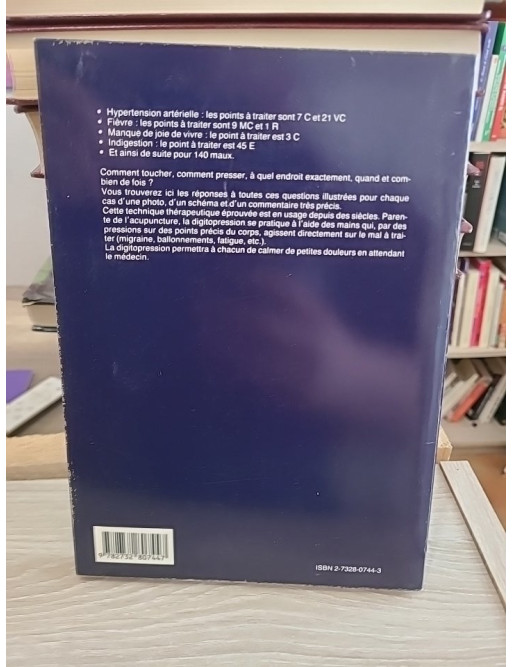 • Hypertension artérielle : les points à traiter sont 7 C et 21 VC
• Fièvre : les points à traiter sont 9 MC et 1 R
• Manque de joie de vivre : le point à traiter est 3 C
• Indigestion : le point à traiter est 45 E
• Et ainsi de suite pour 140 maux.
Comment toucher, comment presser, à quel endroit exactement, quand et com-
bien de fois ?
Vous trouverez ici les réponses à toutes ces questions illustrées pour chaque
cas d'une photo, d'un schéma et d'un commentaire très précis.
Cette technique thérapeutique éprouvée est en usage depuis des siècles. Paren-
te de l'acupuncture, la digitopression se pratique à l'aide des mains qui, par des
pressions sur des points précis du corps, agissent directement sur le mal à trai-
ter (migraine, ballonnements, fatigue, etc.).
La digitopression permettra à chacun de calmer de petites douleurs en attendant
le médecin.
9 782732 807447
ISBN 2-7328-0744-3